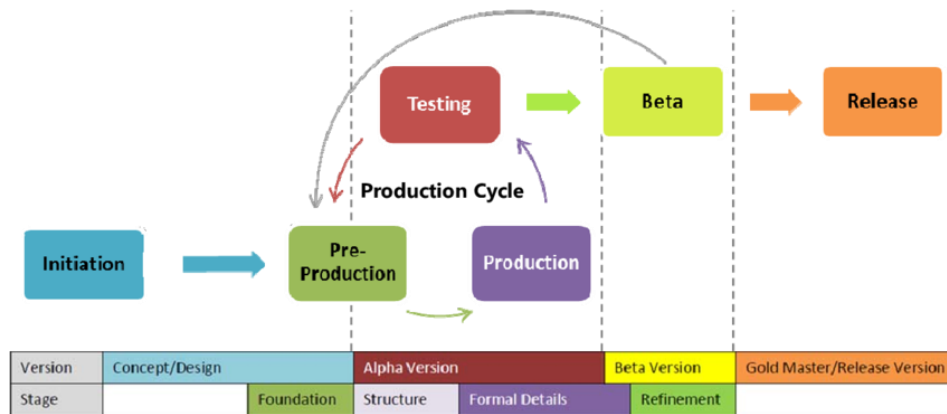 Testing
Beta
Release
Production Cycle
Initiation
Pre-
Production
Production
Version Concept/Design Alpha Version Beta Version Gold Master/Release Version
Stage Foundation Structure Formal Details Refinement